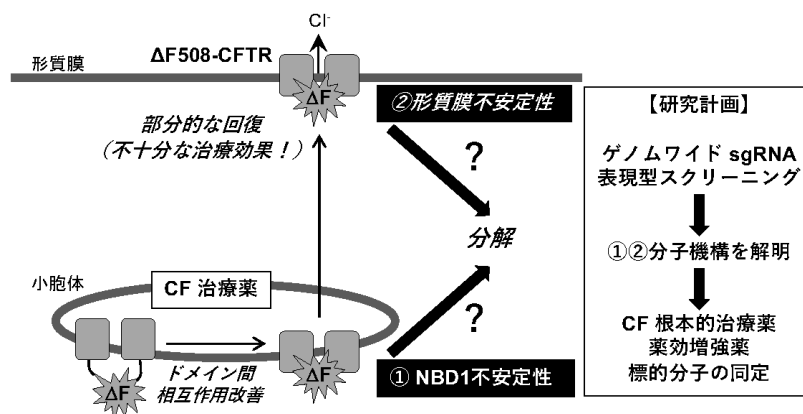 Cl-
ΔF508-CFTR
形質膜
ΔF
②形質膜不安定性
部分的な回復
（不十分な治療効果！）
?
分解
小胞体
CF 治療薬
?
ΔF
ドメイン間
相互作用改善
ΔF
① NBD1不安定性
【研究計画】
ゲノムワイド sgRNA
表現型スクリーニング
①②分子機構を解明
CF 根本的治療薬
薬効増強薬
標的分子の同定